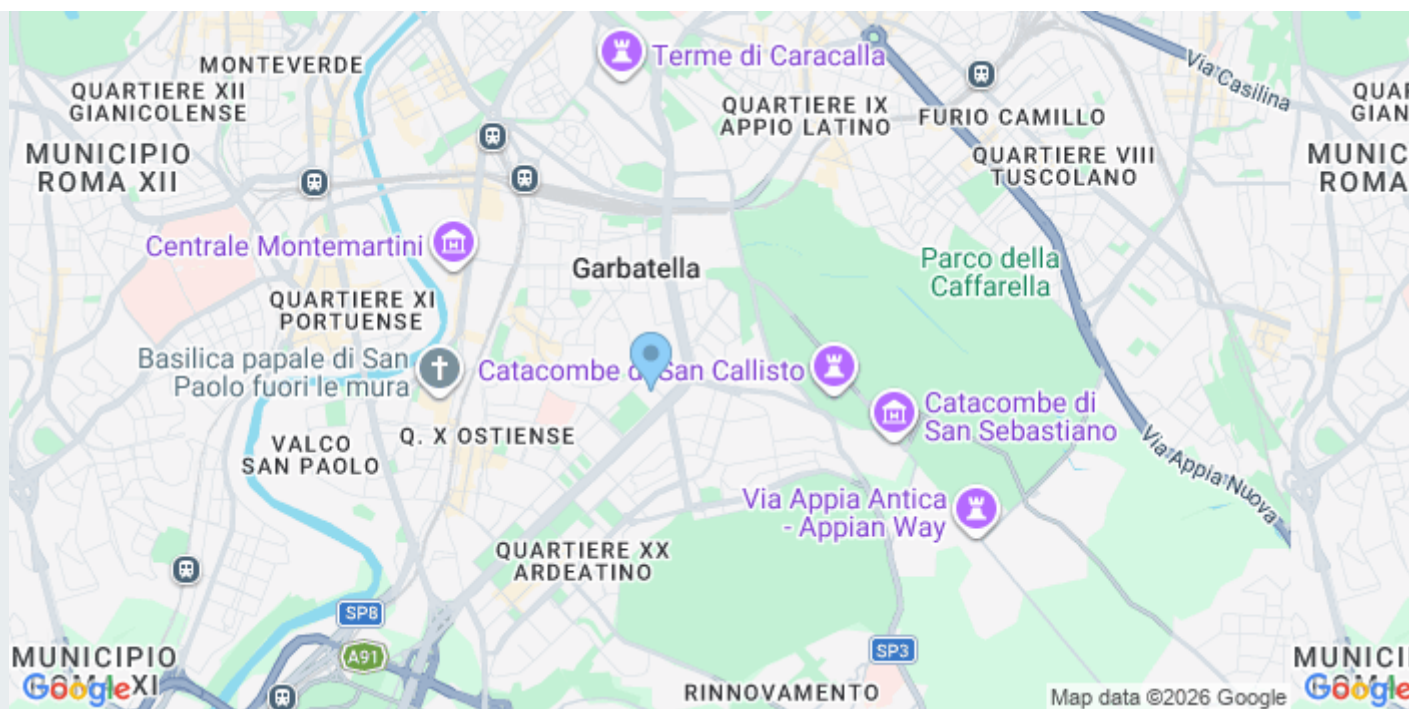 MONTEVERDE
QUARTIERE XII
GIANICOLENSE
MUNICIPIO
ROMA XII
Terme di Caracalla
QUARTIERE IX
APPIO LATINO
FURIO CAMILLO
Via Casilina
QUARTIERE VIII
TUSCOLANO
Centrale Montemartini
Garbatella
Parco della
Caffarella
QUARTIERE XI
PORTUENSE
Basilica papale di San
Paolo fuori le mura
Catacombe di San Callisto
Catacombe di
San Sebastiano
Q. X OSTIENSE
VALCO
SAN PAOLO
Via Appia Nuova
Via Appia Antica
- Appian Way
QUARTIERE XX
ARDEATINO
SP8
A91
SP3
MUNICIPIO
XI
Google
RINNOVAMENTO
Map data ©2026 Google
QUAR
GIAN
MUNIC
ROMA
MUNICI
Google